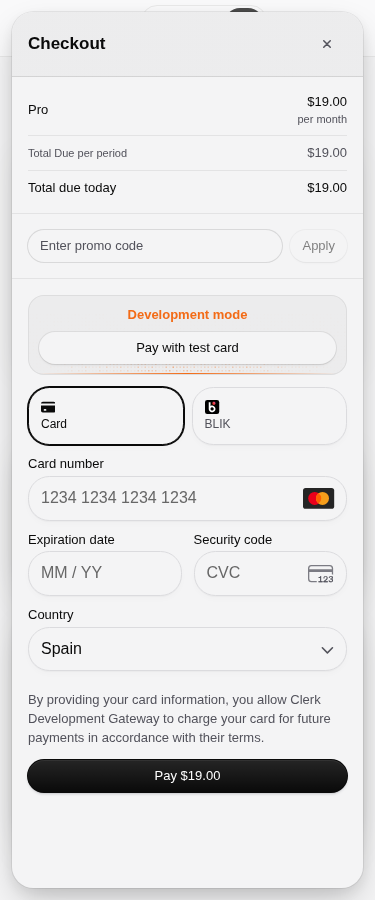 Checkout
Pro
$19.00
per month
Total Due per period
$19.00
Total due today
$19.00
Enter promo code
Apply
Development mode
Pay with test card
Card
BLIK
Card number
1234 1234 1234 1234
Expiration date
Security code
MM / YY
CVC
123
Country
Spain
By providing your card information, you allow Clerk
Development Gateway to charge your card for future
payments in accordance with their terms.
Pay $19.00